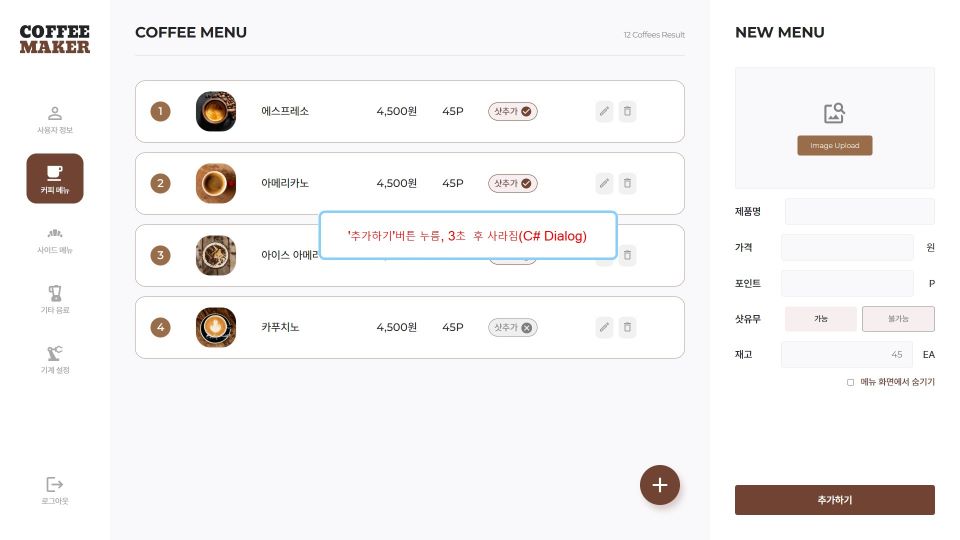 COFFEE
MAKER
사용자 정보
커피 메뉴
사이드 메뉴
기타 음료
기계 설정
로그아웃
COFFEE MENU
12 Coffees Result
1
에스프레소
4,500원
45P
샷추가
2
아메리카노
4,500원
45P
샷추가
'추가하기'버튼 누름, 3초 후 사라짐(C# Dialog)
3
아이스 아메리
4
카푸치노
4,500원
45P
샷추가
NEW MENU
Image Upload
제품명
가격
원
포인트
P
샷유무
가능
불가능
재고
45
EA
메뉴 화면에서 숨기기
추가하기